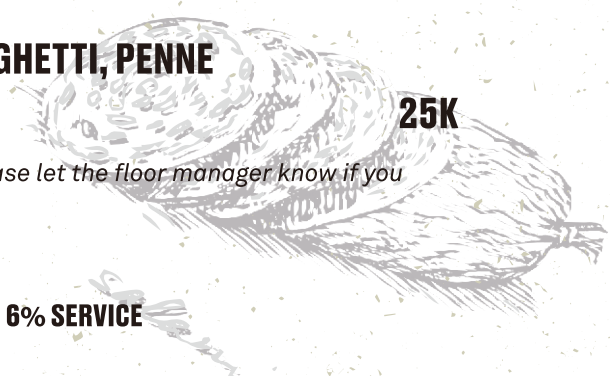 GHETTI, PENNE
25K
ase let the floor manager know if you
6% SERVICE